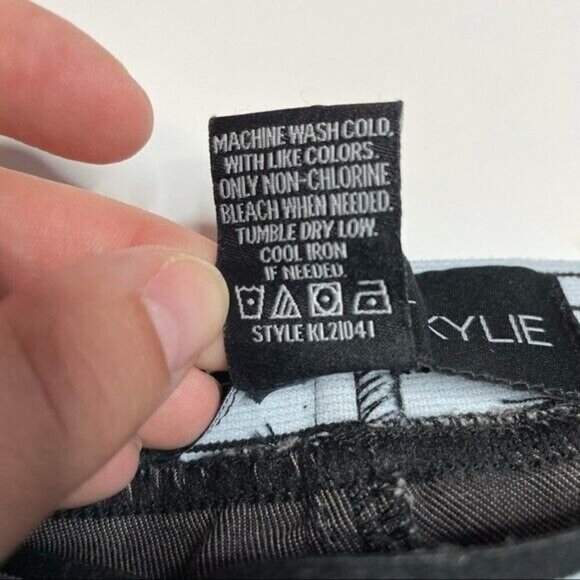 MACHINE WASH COLD.
WITH LIKE COLORS.
ONLY NON-CHLORINE
BLEACH WHEN NEEDED.
TUMBLE DRY LOW.
COOL IRON
IF NEEDED.
STYLE KL21041
KYLIE